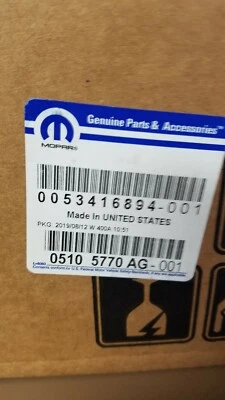 Genuine Parts & Accessories™
MOPAR®
0053416894-001
Made In UNITED STATES
PKG 2019/08/12 W 400A 10:51
0510 5770 AG -001